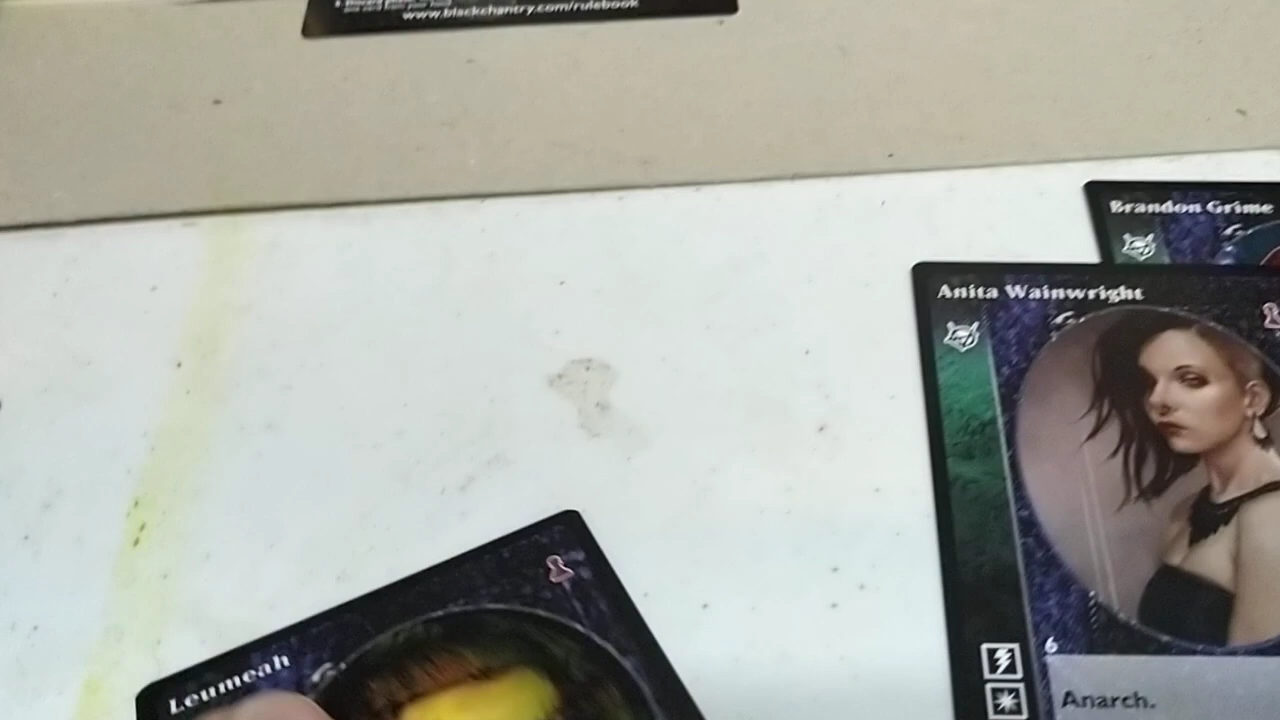 www.blackchantry.com/rulebook
Brandon Grime
Anita Wainwright
6
Anarch.
Leumeah